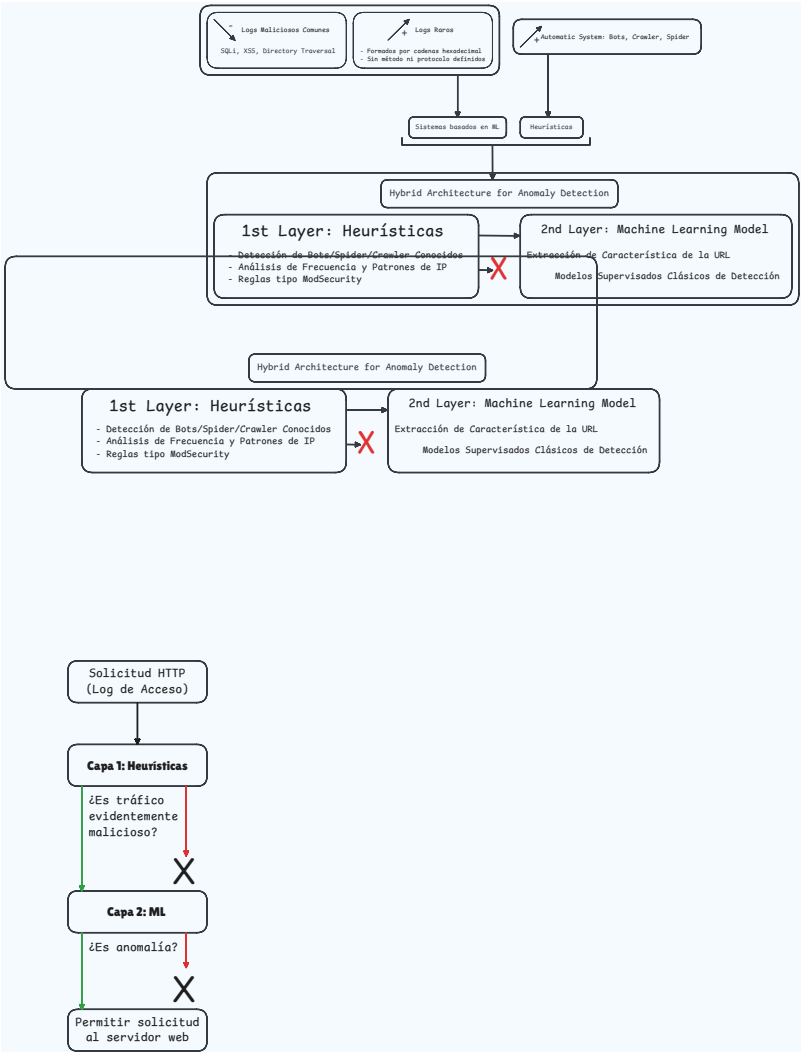 Logs Maliciosos Comunes
SQLi, XSS, Directory Traversal
Logs Raros
- Formados por cadenas hexadecimal
- Sin método ni protocolo definidos
Automatic System: Bots, Crawler, Spider
Sistemas basados en ML
Heurísticas
Hybrid Architecture for Anomaly Detection
1st Layer: Heurísticas
- Detección de Bots/Spider/Crawler Conocidos
- Análisis de Frecuencia y Patrones de IP
- Reglas tipo ModSecurity
2nd Layer: Machine Learning Model
Extracción de Característica de la URL
Modelos Supervisados Clásicos de Detección
Hybrid Architecture for Anomaly Detection
1st Layer: Heurísticas
- Detección de Bots/Spider/Crawler Conocidos
- Análisis de Frecuencia y Patrones de IP
- Reglas tipo ModSecurity
2nd Layer: Machine Learning Model
Extracción de Característica de la URL
Modelos Supervisados Clásicos de Detección
Solicitud HTTP
(Log de Acceso)
Capa 1: Heurísticas
¿Es tráfico
evidentemente
malicioso?
Capa 2: ML
¿Es anomalía?
Permitir solicitud
al servidor web